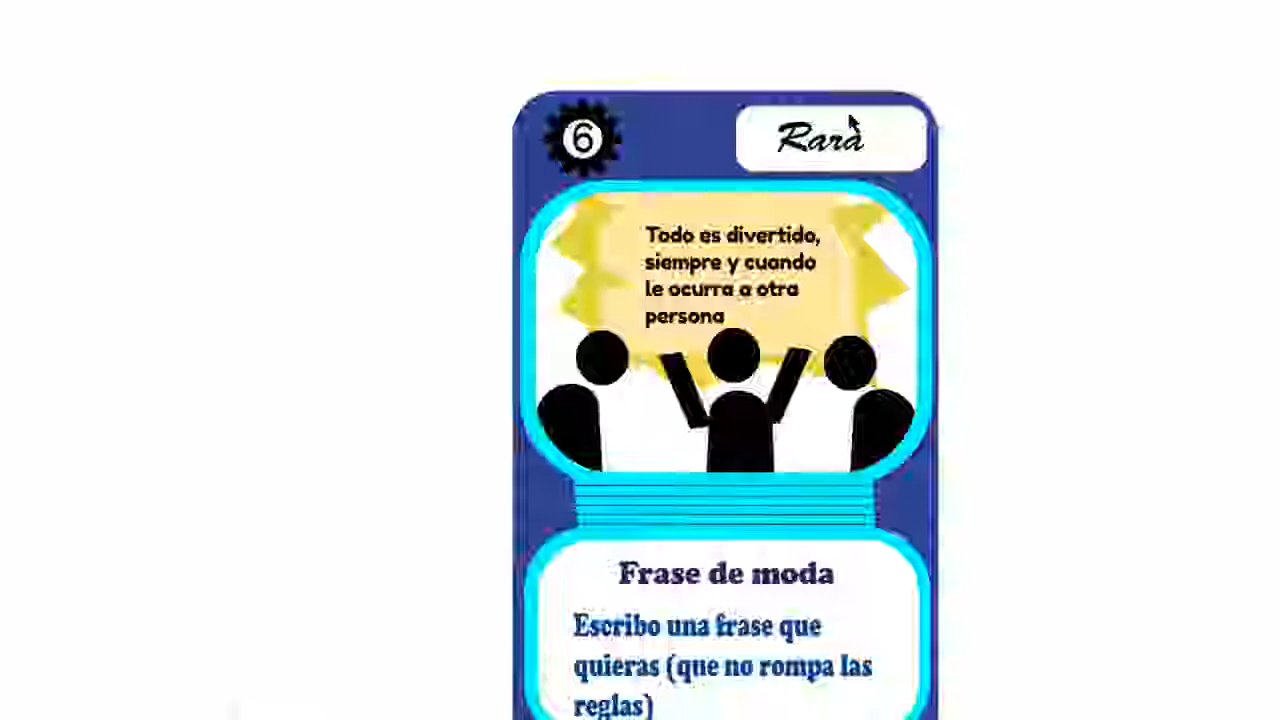 6
Rara
Todo es divertido,
siempre y cuando
le ocurra a otra
persona
Frase de moda
Escribo una frase que
quieras (que no rompa las
reglas)